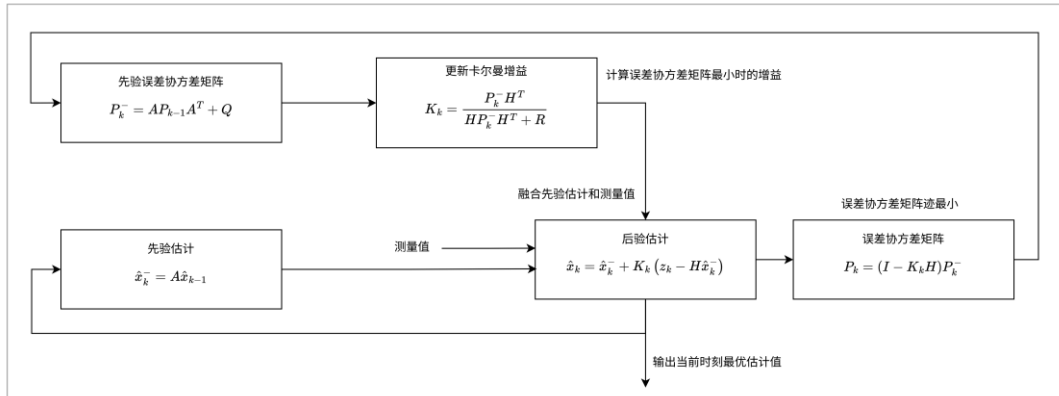 先验误差协方差矩阵
$P_k^- = AP_{k-1}A^T + Q$
更新卡尔曼增益
$K_k = \frac{P_k^- H^T}{HP_k^- H^T + R}$
计算误差协方差矩阵最小时的增益
融合先验估计和测量值
误差协方差矩阵迹最小
先验估计
$\hat{x}_k^- = A\hat{x}_{k-1}$
测量值
后验估计
$\hat{x}_k = \hat{x}_k^- + K_k \left(z_k - H\hat{x}_k^-\right)$
误差协方差矩阵
$P_k = (I - K_k H)P_k^-$
输出当前时刻最优估计值